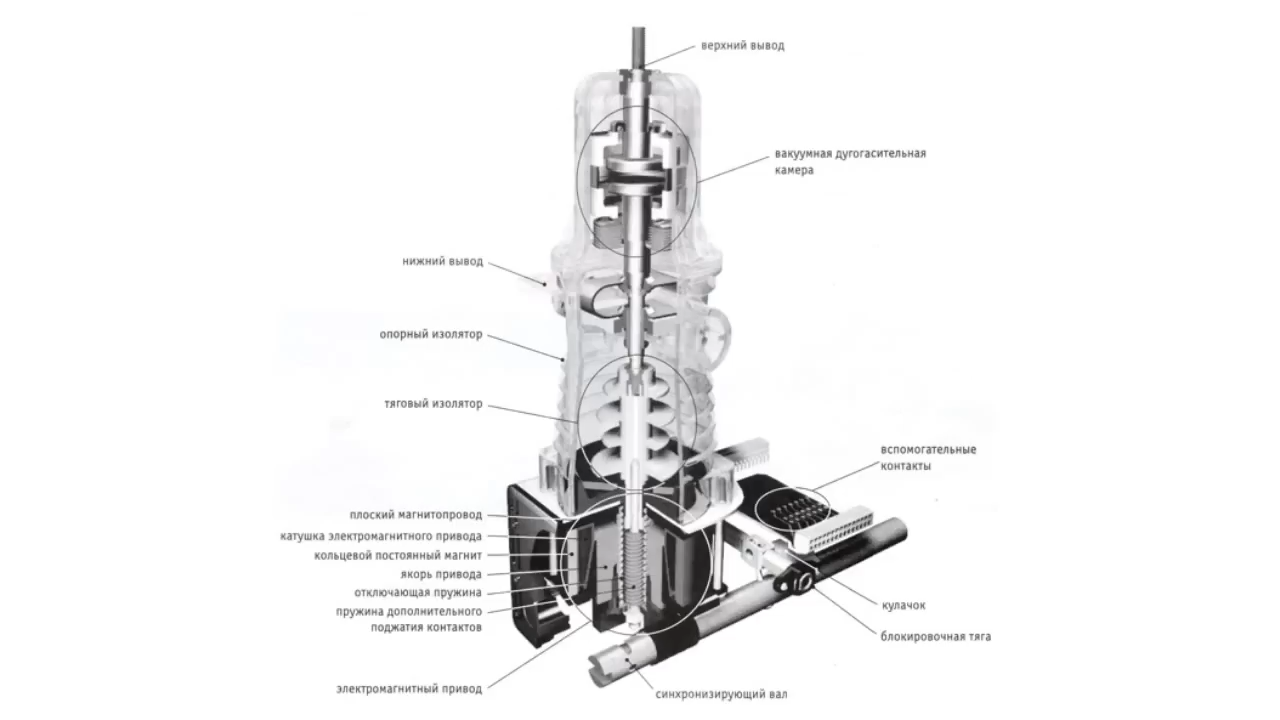 верхний вывод
вакуумная дугогасительная
камера
нижний вывод
опорный изолятор
тяговый изолятор
вспомогательные
контакты
плоский магнитопровод
катушка электромагнитного привода
кольцевой постоянный магнит
якорь привода
отключающая пружина
пружина дополнительного
поджатия контактов
кулачок
блокировочная тяга
электромагнитный привод
синхронизирующий вал